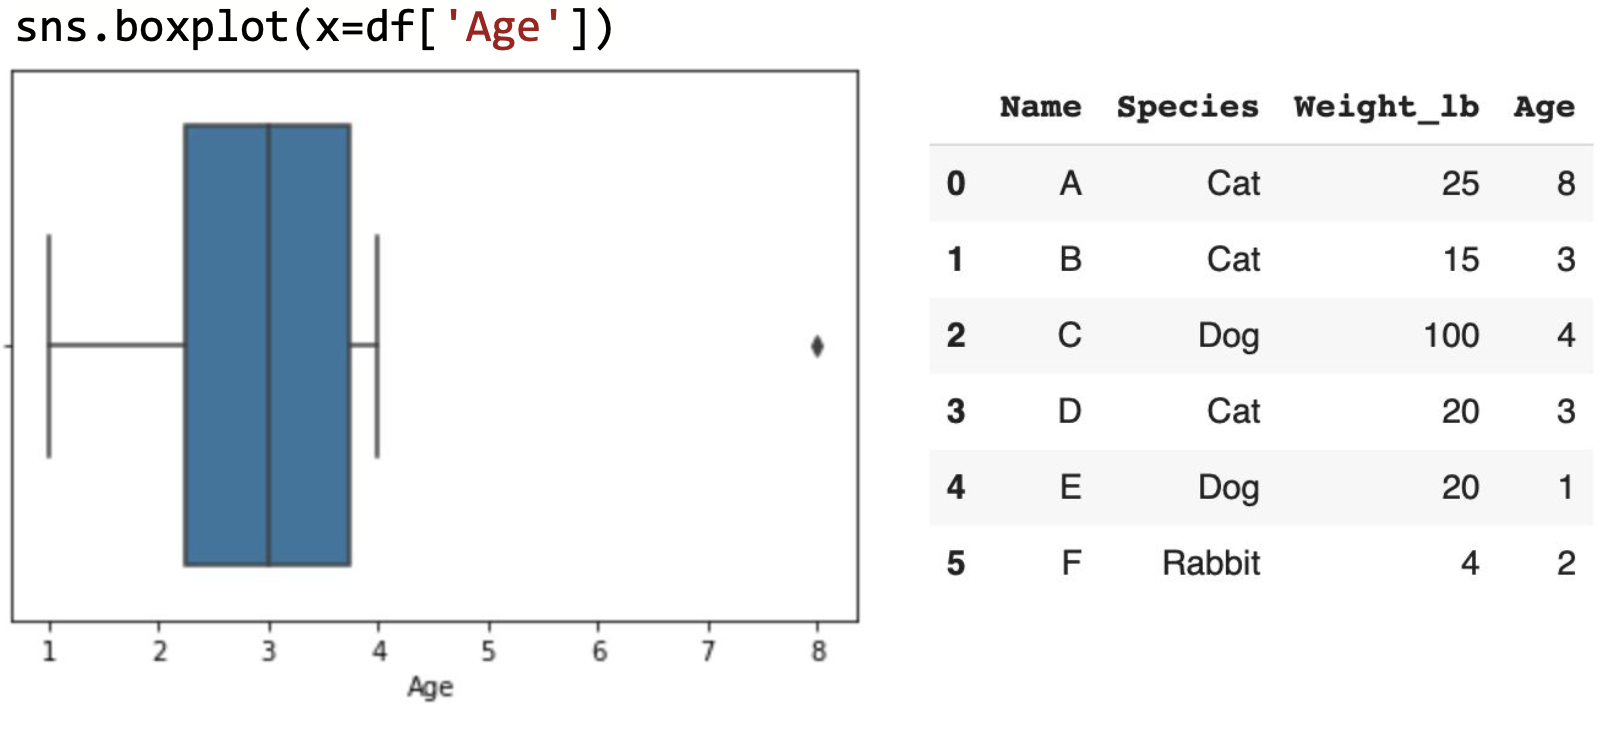 sns.boxplot(x=df['Age'])
1 2 3 4 5 6 7 8
Age
Name Species Weight_lb Age
0 A Cat 25 8
1 B Cat 15 3
2 C Dog 100 4
3 D Cat 20 3
4 E Dog 20 1
5 F Rabbit 4 2